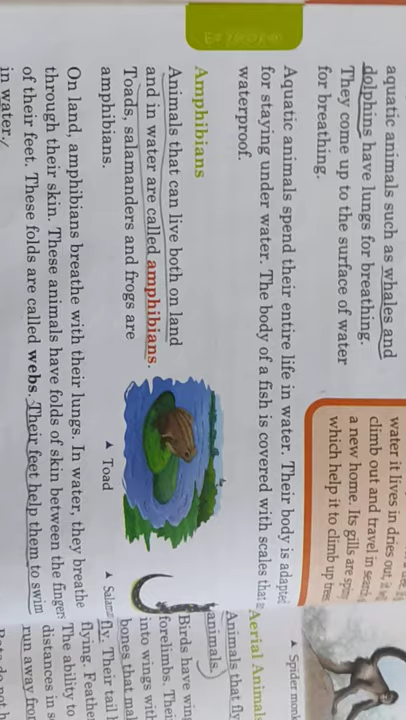 aquatic animals such as whales and
dolphins have lungs for breathing.
They come up to the surface of water
for breathing.
Aquatic animals spend their entire life in water. Their body is adapted
for staying under water. The body of a fish is covered with scales that
waterproof.
Amphibians
Animals that can live both on land
and in water are called amphibians.
Toads, salamanders and frogs are
amphibians.
Toad
On land, amphibians breathe with their lungs. In water, they breathe
through their skin. These animals have folds of skin between the fingers
of their feet. These folds are called webs. Their feet help them to swim
in water.
water it lives in dries out, it
climb out and travel in search
a new home. Its gills are spiny
which help it to climb up trees
Spider monk
Aerial Animal
Animals that fl
animals.
Birds have win
forelimbs. Thei
into wings with
bones that mak
fly. Their tail
flying. Feather
The ability to
distances in s
run away from